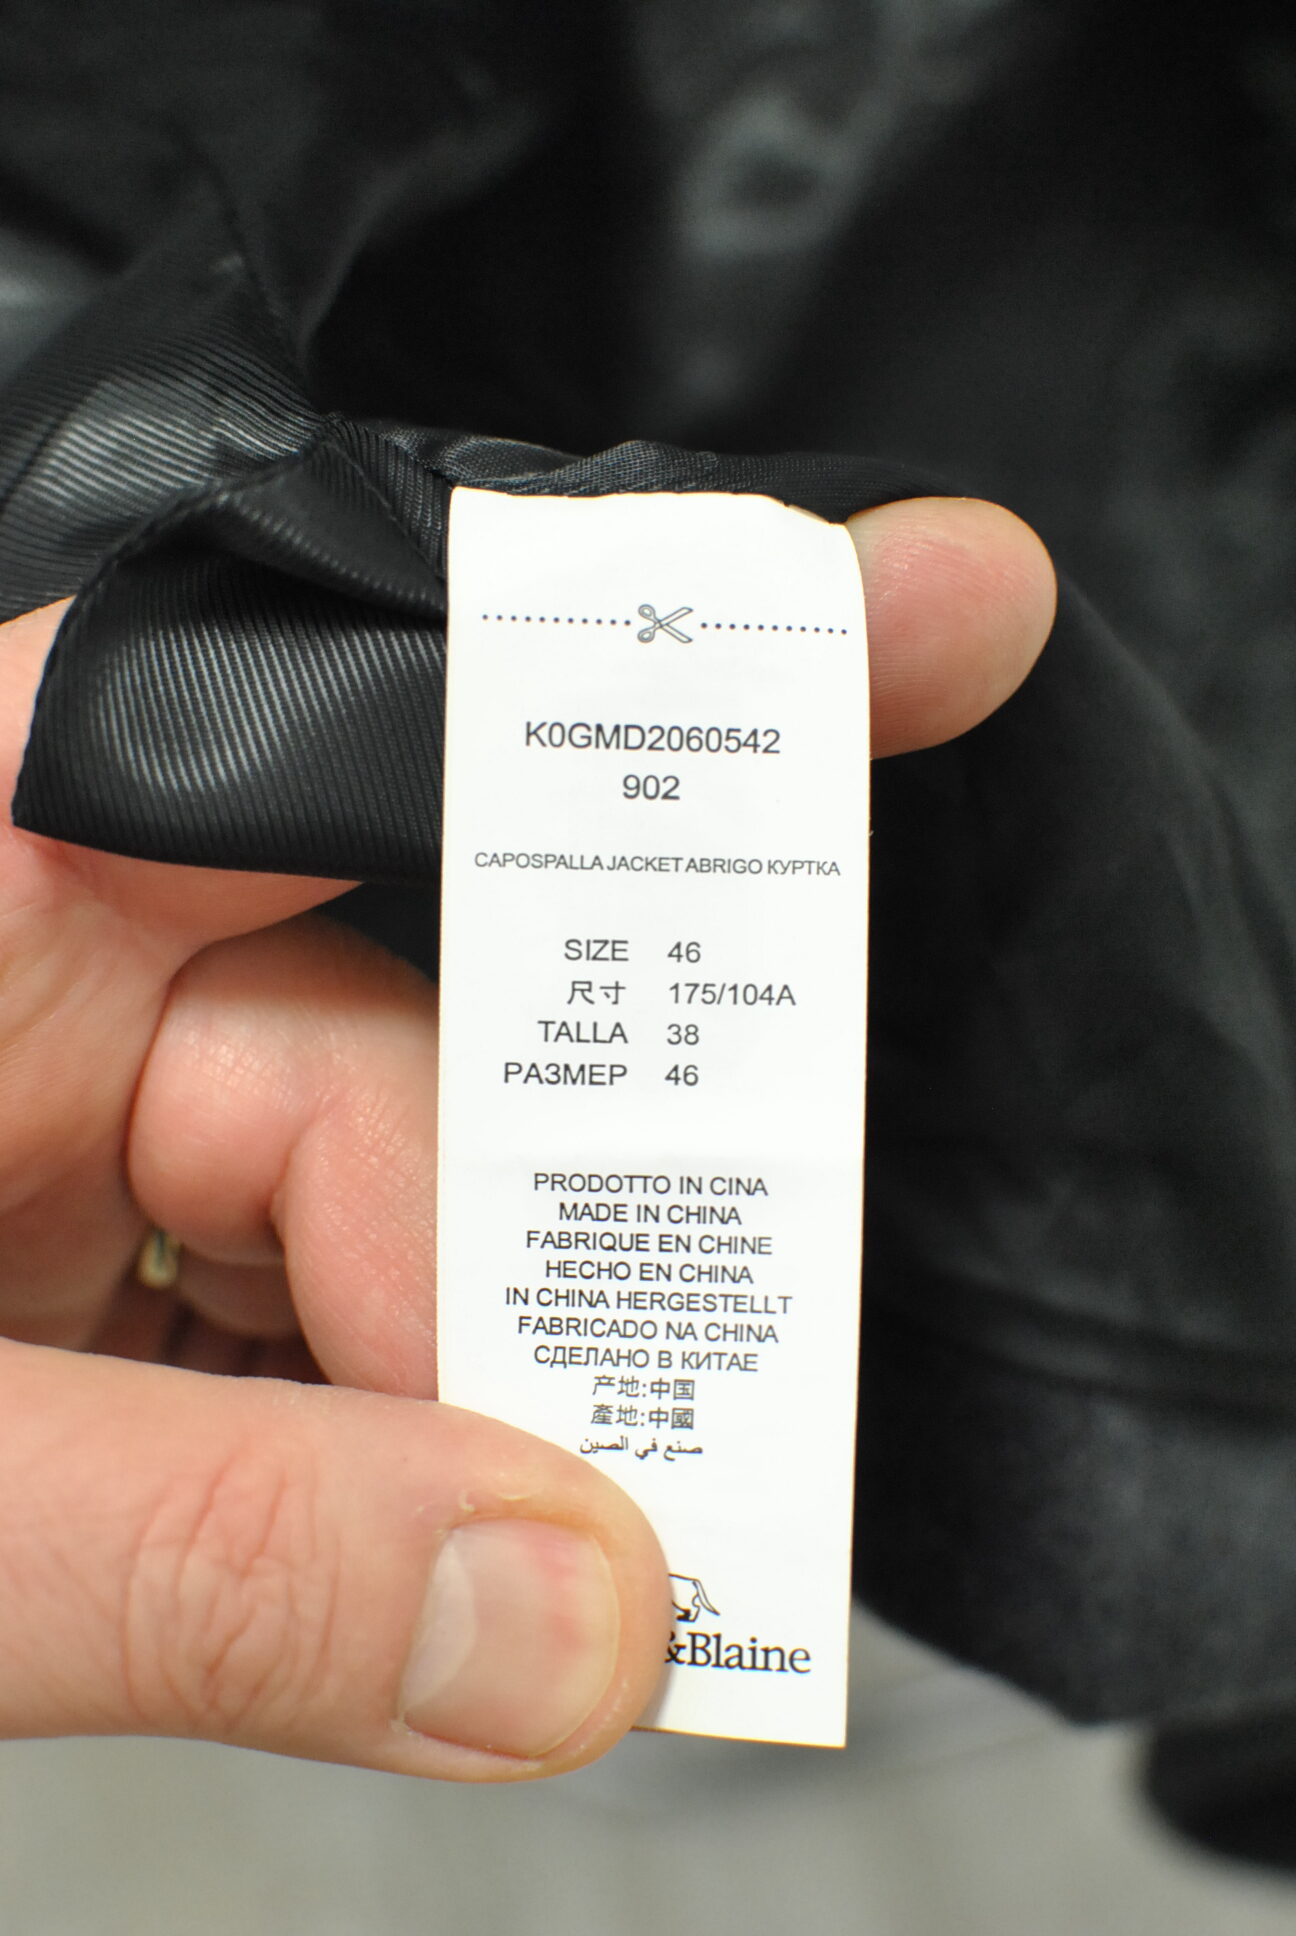 K0GMD2060542
902
CAPOSPALLA JACKET ABRIGO КУРТКА
SIZE 46
尺寸 175/104A
TALLA 38
РАЗМЕР 46
PRODOTTO IN CINA
MADE IN CHINA
FABRIQUE EN CHINE
HECHO EN CHINA
IN CHINA HERGESTELLT
FABRICADO NA CHINA
СДЕЛАНО В КИТАЕ
产地:中国
產地:中國
صنع في الصين
&Blaine